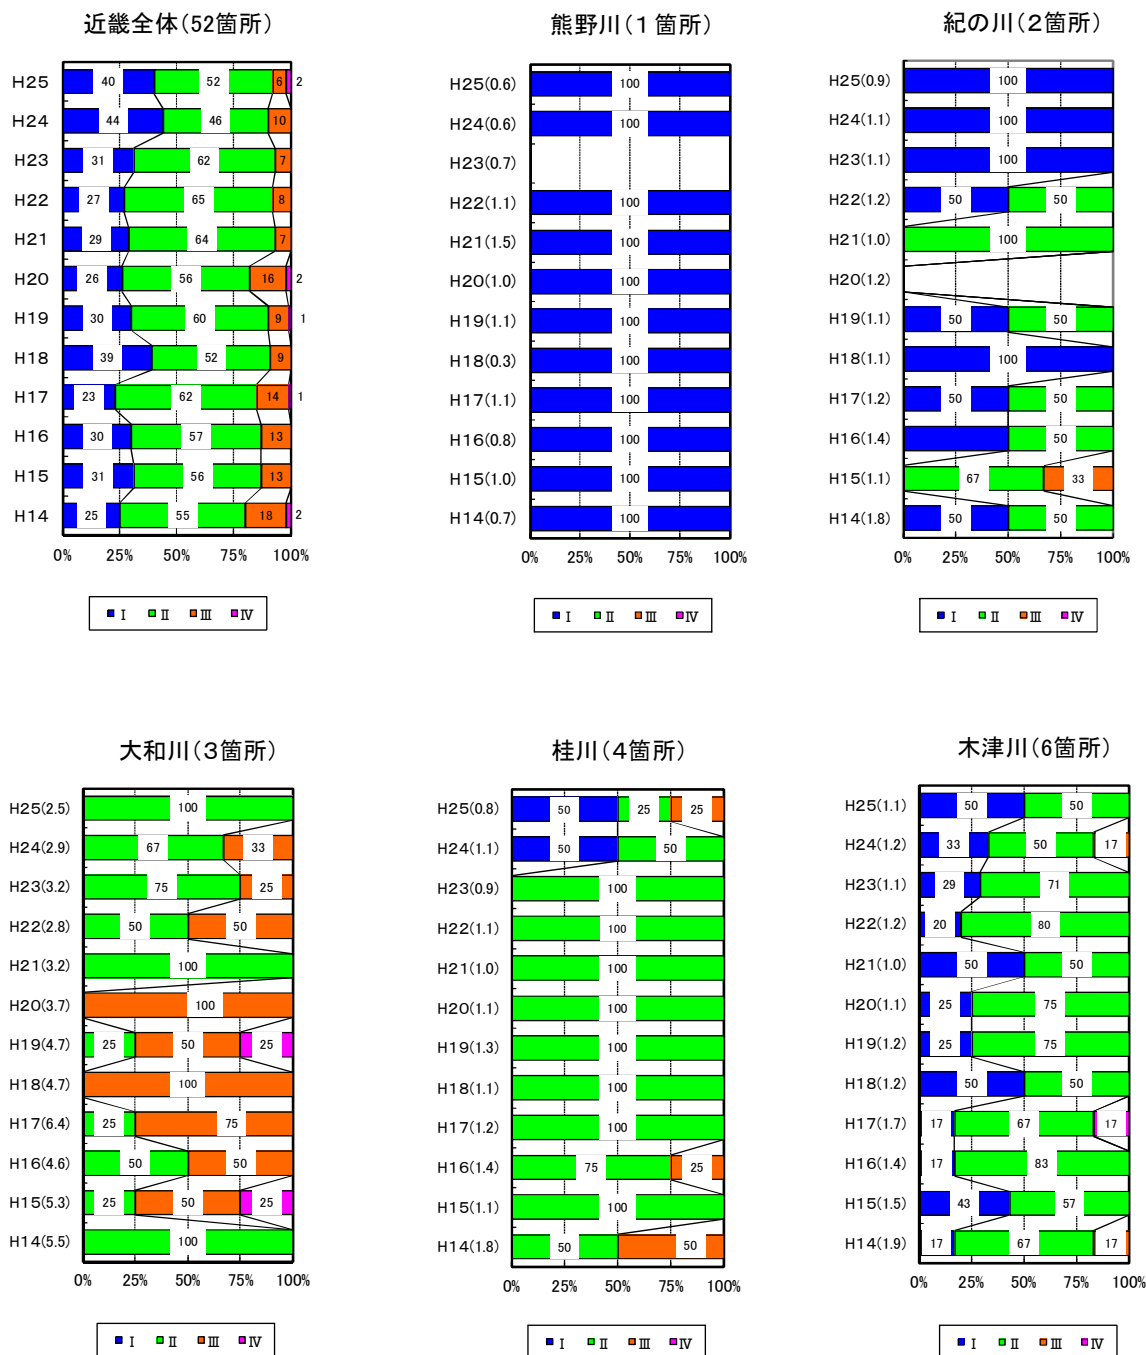 近畿全体(52箇所)
H25 40 52 6 2
H24 44 46 10
H23 31 62 7
H22 27 65 8
H21 29 64 7
H20 26 56 16 2
H19 30 60 9 1
H18 39 52 9
H17 23 62 14 1
H16 30 57 13
H15 31 56 13
H14 25 55 18 2
0% 25% 50% 75% 100%
Ⅰ Ⅱ Ⅲ Ⅳ
熊野川(1箇所)
H25(0.6) 100
H24(0.6) 100
H23(0.7)
H22(1.1) 100
H21(1.5) 100
H20(1.0) 100
H19(1.1) 100
H18(0.3) 100
H17(1.1) 100
H16(0.8) 100
H15(1.0) 100
H14(0.7) 100
0% 25% 50% 75% 100%
Ⅰ Ⅱ Ⅲ Ⅳ
紀の川(2箇所)
H25(0.9) 100
H24(1.1) 100
H23(1.1) 100
H22(1.2) 50 50
H21(1.0) 100
H20(1.2)
H19(1.1) 50 50
H18(1.1) 100
H17(1.2) 50 50
H16(1.4) 50
H15(1.1) 67 33
H14(1.8) 50 50
0% 25% 50% 75% 100%
Ⅰ Ⅱ Ⅲ Ⅳ
大和川(3箇所)
H25(2.5) 100
H24(2.9) 67 33
H23(3.2) 75 25
H22(2.8) 50 50
H21(3.2) 100
H20(3.7) 100
H19(4.7) 25 50 25
H18(4.7) 100
H17(6.4) 25 75
H16(4.6) 50 50
H15(5.3) 25 50 25
H14(5.5) 100
0% 25% 50% 75% 100%
Ⅰ Ⅱ Ⅲ Ⅳ
桂川(4箇所)
H25(0.8) 50 25 25
H24(1.1) 50 50
H23(0.9) 100
H22(1.1) 100
H21(1.0) 100
H20(1.1) 100
H19(1.3) 100
H18(1.1) 100
H17(1.2) 100
H16(1.4) 75 25
H15(1.1) 100
H14(1.8) 50 50
0% 25% 50% 75% 100%
Ⅰ Ⅱ Ⅲ Ⅳ
木津川(6箇所)
H25(1.1) 50 50
H24(1.2) 33 50 17
H23(1.1) 29 71
H22(1.2) 20 80
H21(1.0) 50 50
H20(1.1) 25 75
H19(1.2) 25 75
H18(1.2) 50 50
H17(1.7) 17 67 17
H16(1.4) 17 83
H15(1.5) 43 57
H14(1.9) 17 67 17
0% 25% 50% 75% 100%
Ⅰ Ⅱ Ⅲ Ⅳ